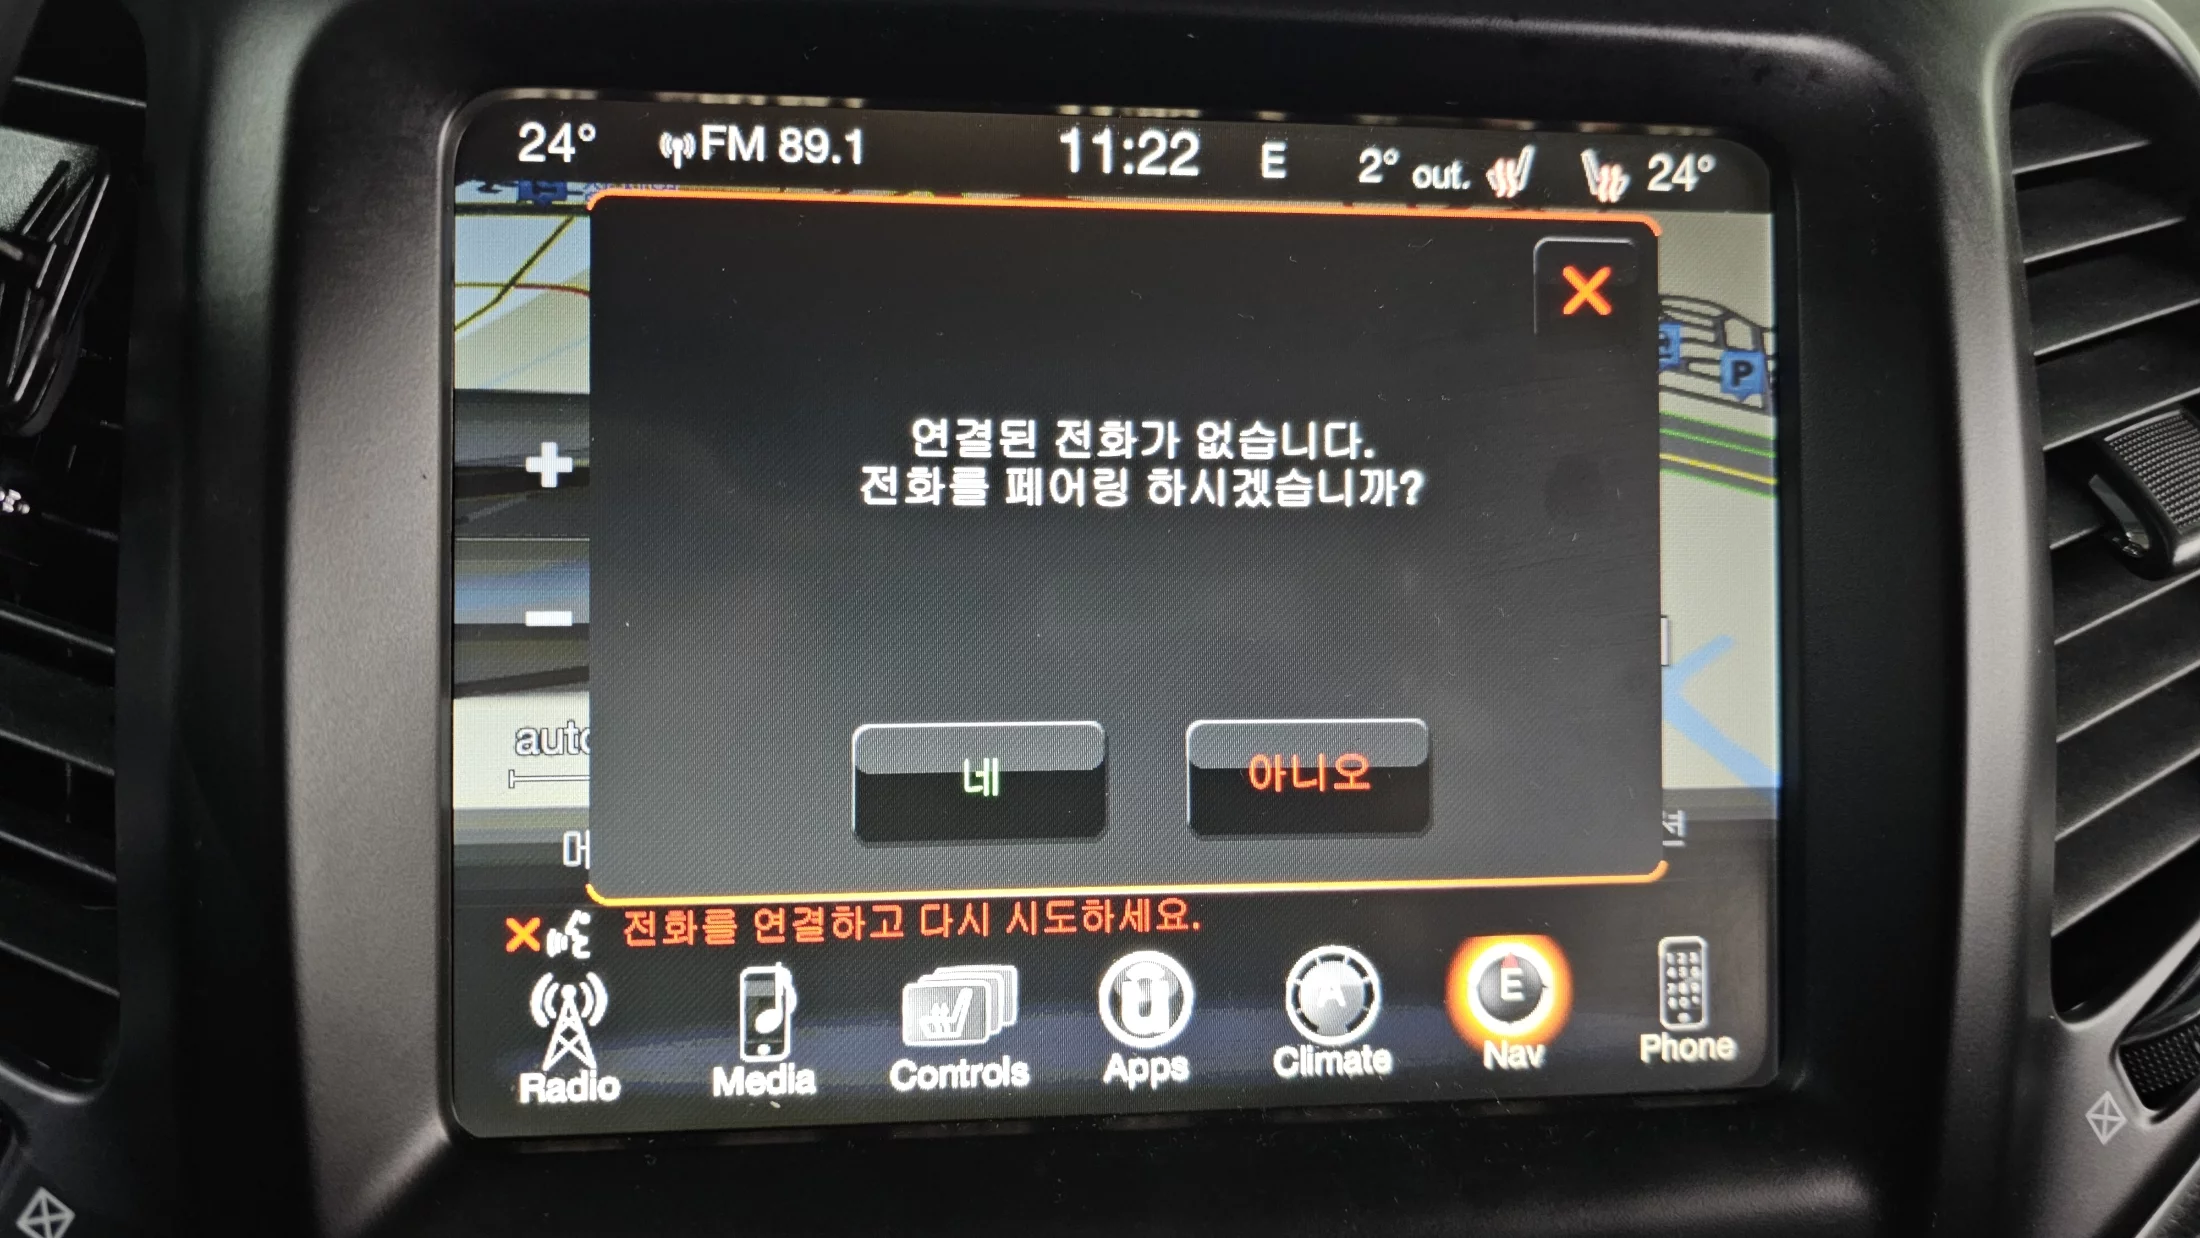 24° FM 89.1 11:22 E 2° out. 24°
P
연결된 전화가 없습니다.
전화를 페어링 하시겠습니까?
auto
네 아니오
전화를 연결하고 다시 시도하세요.
A E
Radio Media Controls Apps Climate Nav Phone